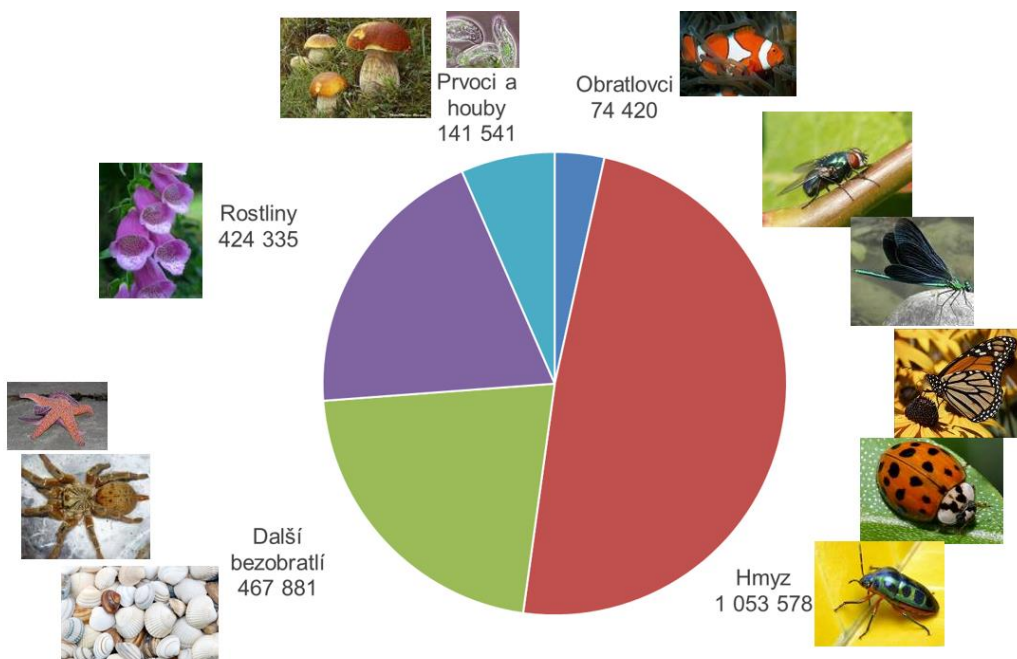 Prvoci a
houby
141 541
Obratlovci
74 420
Rostliny
424 335
Další
bezobratlí
467 881
Hmyz
1 053 578